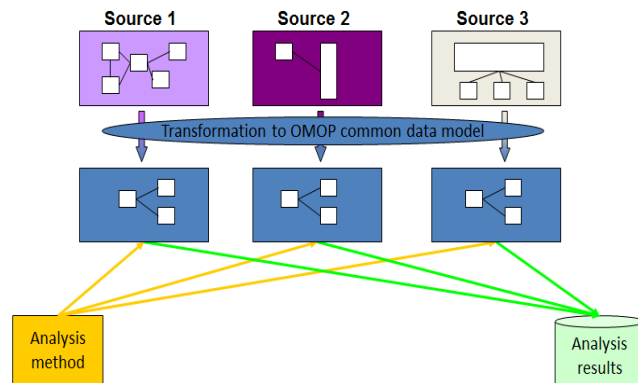 Source 1
Source 2
Source 3
Transformation to OMOP common data model
Analysis
method
Analysis
results